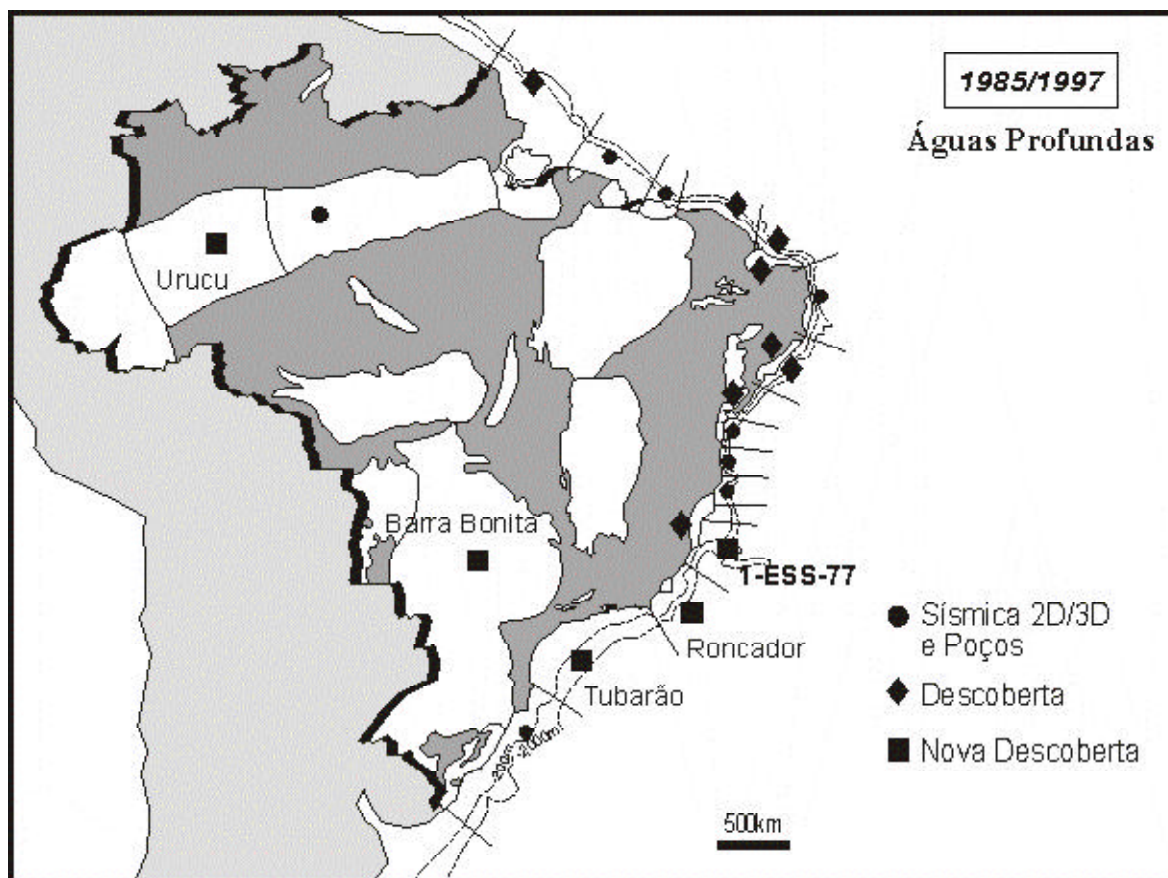 1985/1997
Águas Profundas
Urucu
Barra Bonita
1-ESS-77
Roncador
Tubarão
Sísmica 2D/3D
e Poços
Descoberta
Nova Descoberta
500km